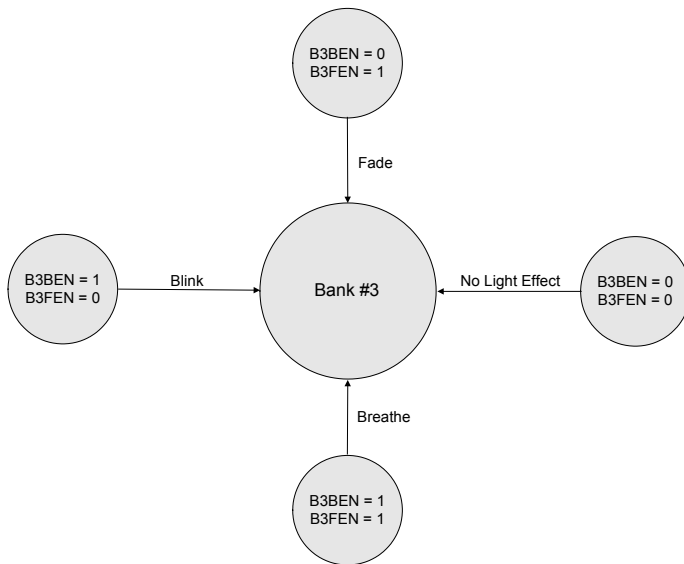 B3BEN = 0
B3FEN = 1
Fade
B3BEN = 1
B3FEN = 0
Blink
Bank #3
No Light Effect
B3BEN = 0
B3FEN = 0
Breathe
B3BEN = 1
B3FEN = 1